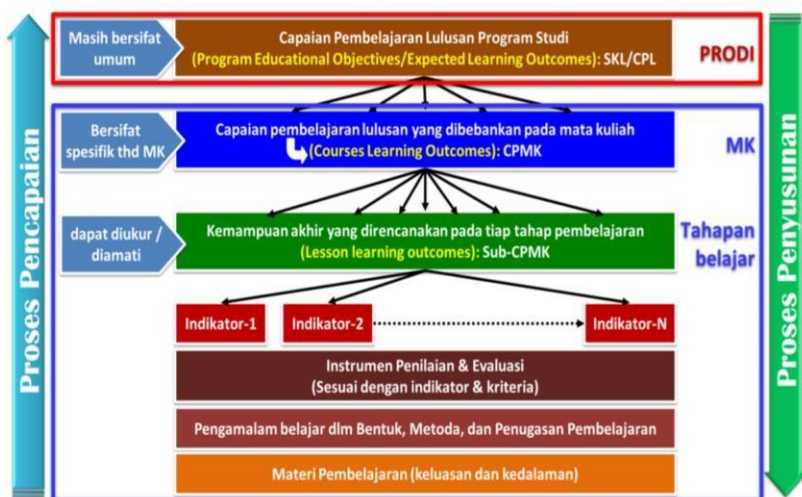 Proses Pencapaian
Masih bersifat
umum
Capaian Pembelajaran Lulusan Program Studi
(Program Educational Objectives/Expected Learning Outcomes): SKL/CPL
PRODI
Bersifat
spesifik thd MK
Capaian pembelajaran lulusan yang dibebankan pada mata kuliah
(Courses Learning Outcomes): CPMK
MK
dapat diukur /
diamati
Kemampuan akhir yang direncanakan pada tiap tahap pembelajaran
(Lesson learning outcomes): Sub-CPMK
Tahapan
belajar
Indikator-1
Indikator-2
Indikator-N
Instrumen Penilaian & Evaluasi
(Sesuai dengan indikator & kriteria)
Pengamalam belajar dlm Bentuk, Metoda, dan Penugasan Pembelajaran
Materi Pembelajaran (keluasan dan kedalaman)
Proses Penyusunan